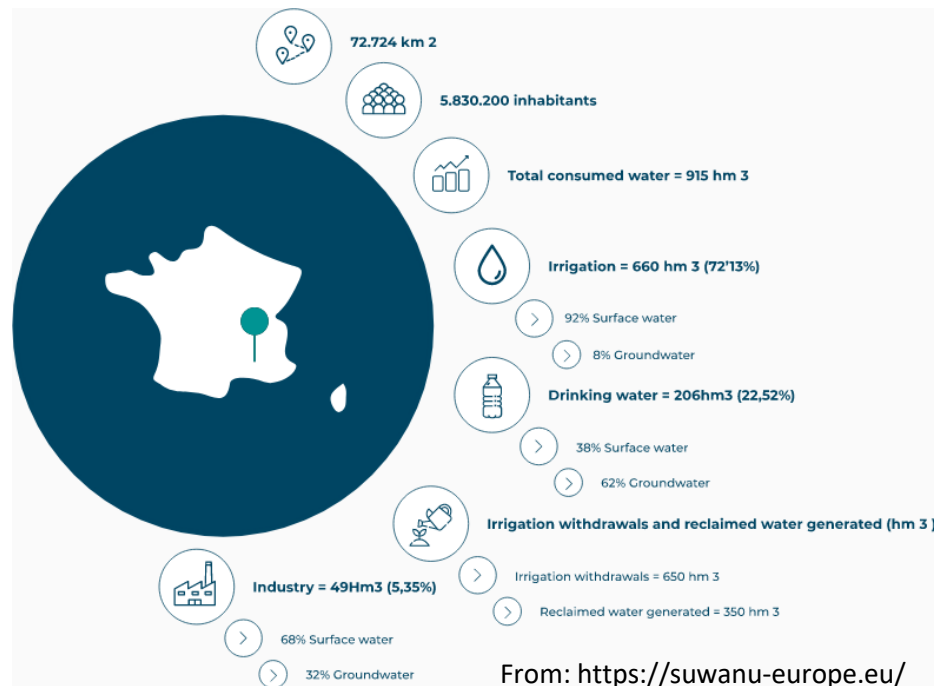 72.724 km 2
5.830.200 inhabitants
Total consumed water = 915 hm 3
Irrigation = 660 hm 3 (72'13%)
92% Surface water
8% Groundwater
Drinking water = 206hm3 (22,52%)
38% Surface water
62% Groundwater
Irrigation withdrawals and reclaimed water generated (hm 3 )
Irrigation withdrawals = 650 hm 3
Reclaimed water generated = 350 hm 3
Industry = 49Hm3 (5,35%)
68% Surface water
32% Groundwater
From: https://suwanu-europe.eu/